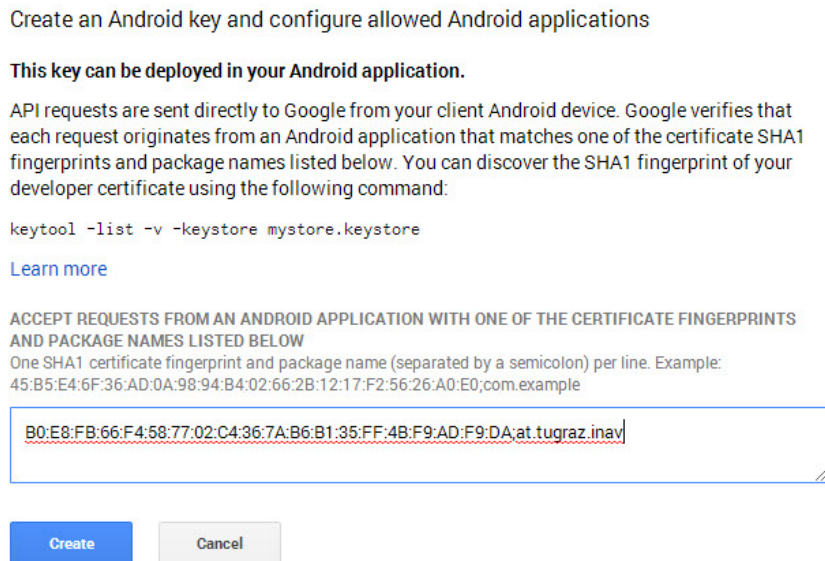 Create an Android key and configure allowed Android applications
This key can be deployed in your Android application.
API requests are sent directly to Google from your client Android device. Google verifies that
each request originates from an Android application that matches one of the certificate SHA1
fingerprints and package names listed below. You can discover the SHA1 fingerprint of your
developer certificate using the following command:
keytool -list -v -keystore mystore.keystore
Learn more
ACCEPT REQUESTS FROM AN ANDROID APPLICATION WITH ONE OF THE CERTIFICATE FINGERPRINTS
AND PACKAGE NAMES LISTED BELOW
One SHA1 certificate fingerprint and package name (separated by a semicolon) per line. Example:
45:B5:E4:6F:36:AD:0A:98:94:B4:02:66:2B:12:17:F2:56:26:A0:E0;com.example
B0:E8:FB:66:F4:58:77:02:C4:36:7A:B6:B1:35:FF:4B:F9:AD:F9:DA;at.tugraz.inav
Create
Cancel